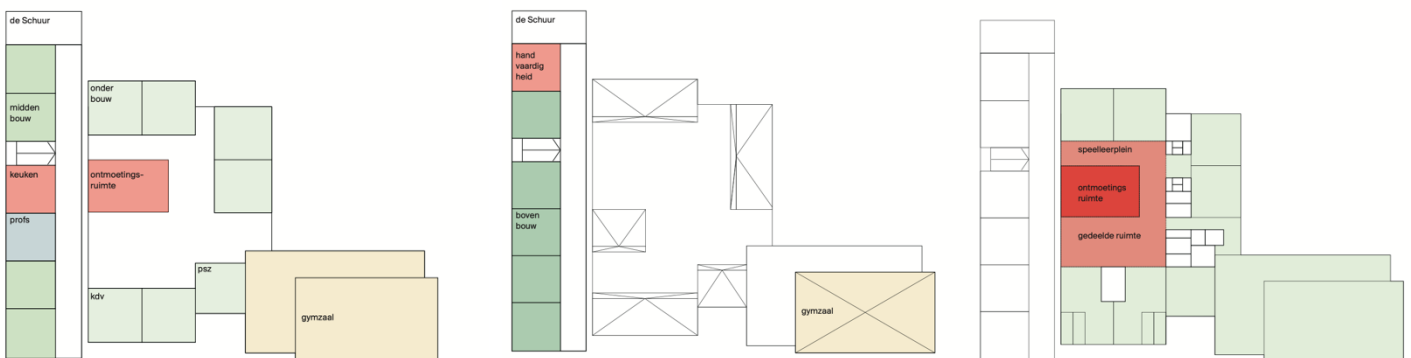 de Schuur
midden
bouw
keuken
profs
onder
bouw
ontmoetings-
ruimte
psz
kdv
gymzaal
de Schuur
hand
vaardig
heid
boven
bouw
gymzaal
speelleerplein
ontmoetings
ruimte
gedeelde ruimte